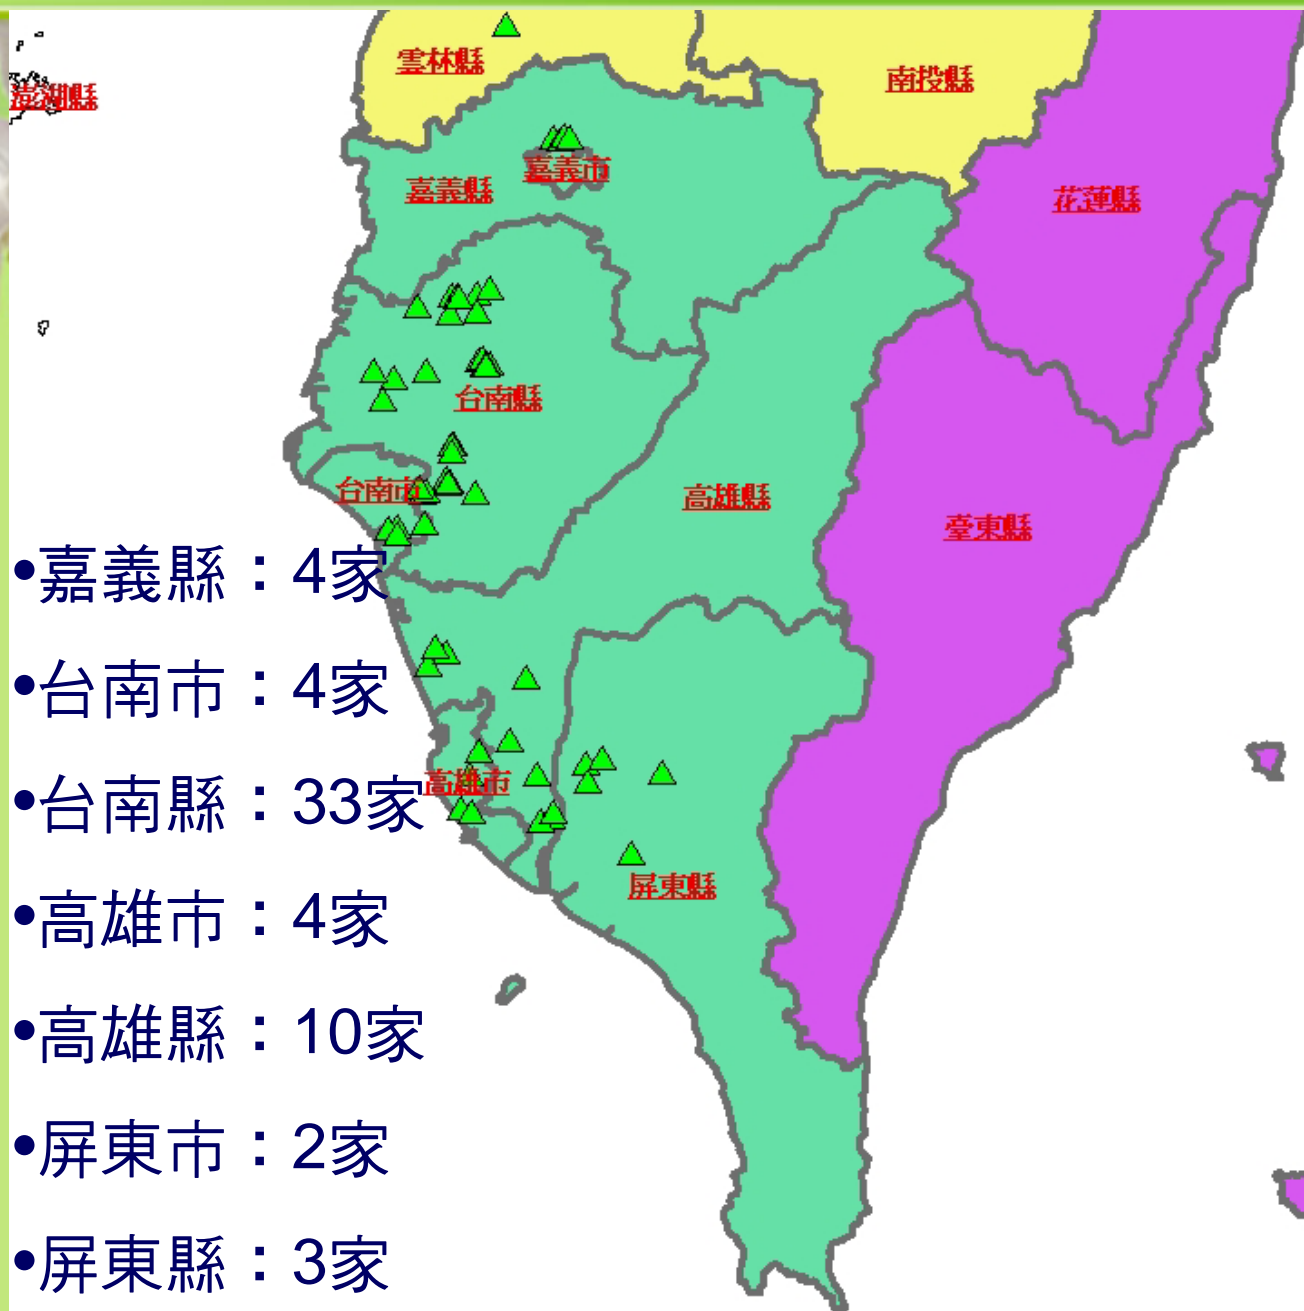 雲林縣
南投縣
澎湖縣
嘉義市
嘉義縣
花蓮縣
台南縣
台南市
高雄縣
臺東縣
•嘉義縣：4家
•台南市：4家
高雄市
•台南縣：33家
屏東縣
•高雄市：4家
•高雄縣：10家
•屏東市：2家
•屏東縣：3家